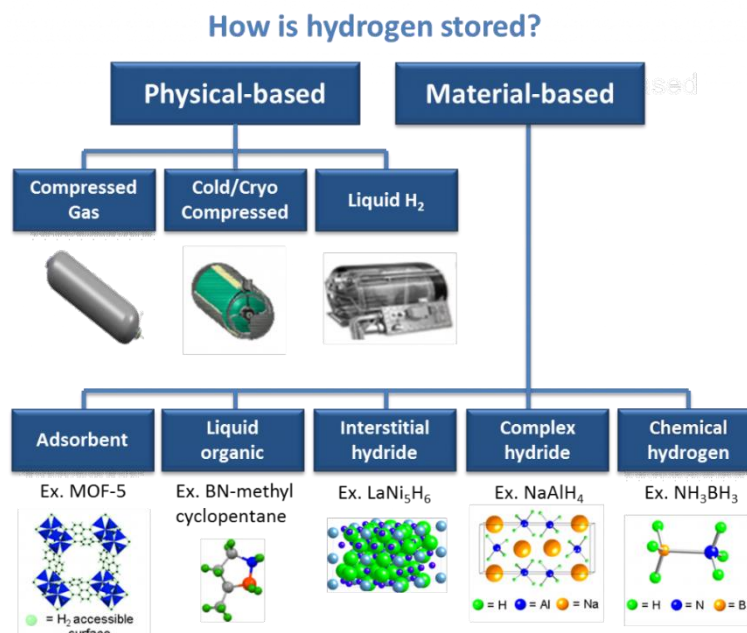 How is hydrogen stored?
Physical-based
Material-based
Compressed
Gas
Cold/Cryo
Compressed
Liquid H₂
Adsorbent
Liquid
organic
Interstitial
hydride
Complex
hydride
Chemical
hydrogen
Ex. MOF-5
Ex. BN-methyl
cyclopentane
Ex. LaNi₅H₆
Ex. NaAlH₄
Ex. NH₃BH₃
= H₂ accessible
surface
= H = Al = Na
= H = N = B